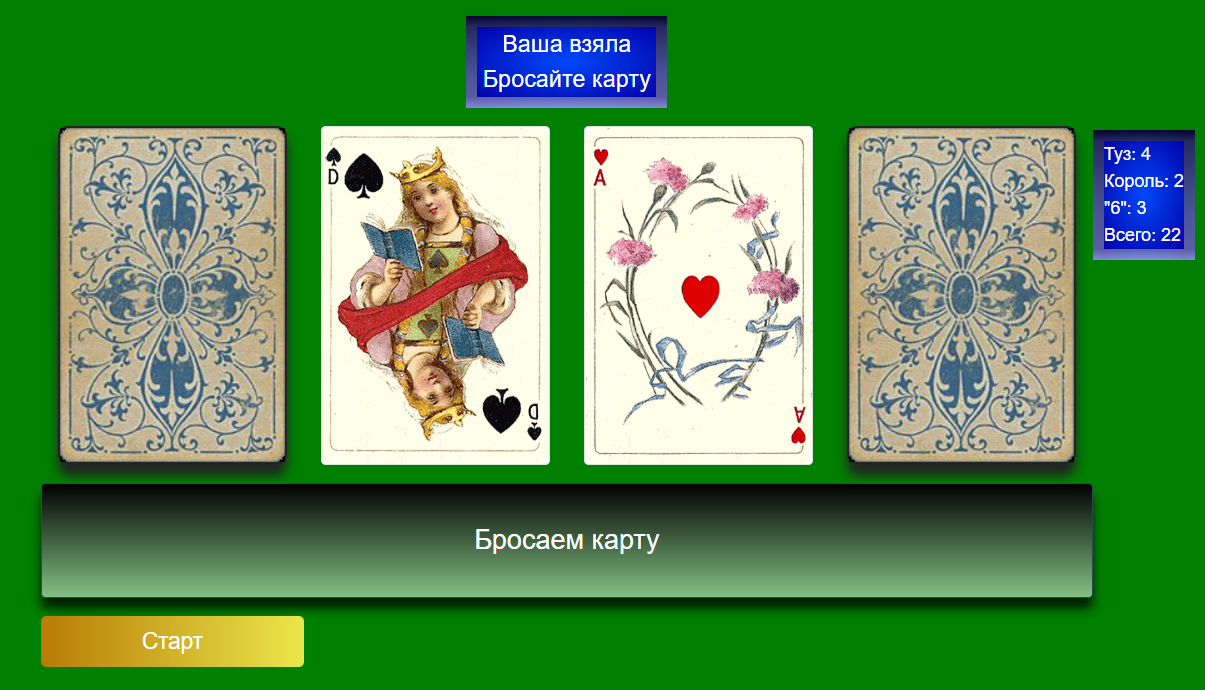 Ваша взяла
Бросайте карту
D
A
Туз: 4
Король: 2
"6": 3
Всего: 22
D
A
Бросаем карту
Старт